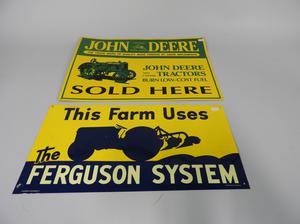 JOHN DEERE
JOHN DEERE
TRACTORS
BURN LOW-COST FUEL
SOLD HERE
This Farm Uses
The
FERGUSON SYSTEM